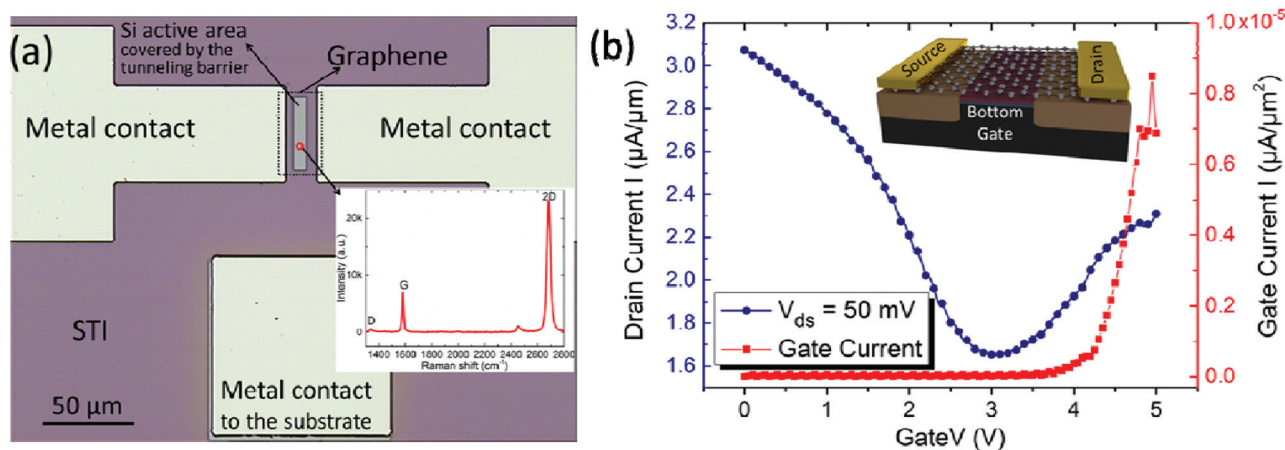 (a)
Si active area
covered by the
tunneling barrier
Graphene
Metal contact
Metal contact
STI
50 µm
Metal contact
to the substrate
Intensity (a.u.)
20k
10k
0
D
G
2D
1400 1600 1800 2000 2200 2400 2600 2800
Raman shift (cm-1)
(b)
Drain Current I (µA/µm)
3.2
3.0
2.8
2.6
2.4
2.2
2.0
1.8
1.6
Source
Drain
Bottom
Gate
Vds = 50 mV
Gate Current
0 1 2 3 4 5
GateV (V)
1.0x10-5
0.8
0.6
0.4
0.2
0.0
Gate Current I (µA/µm2)